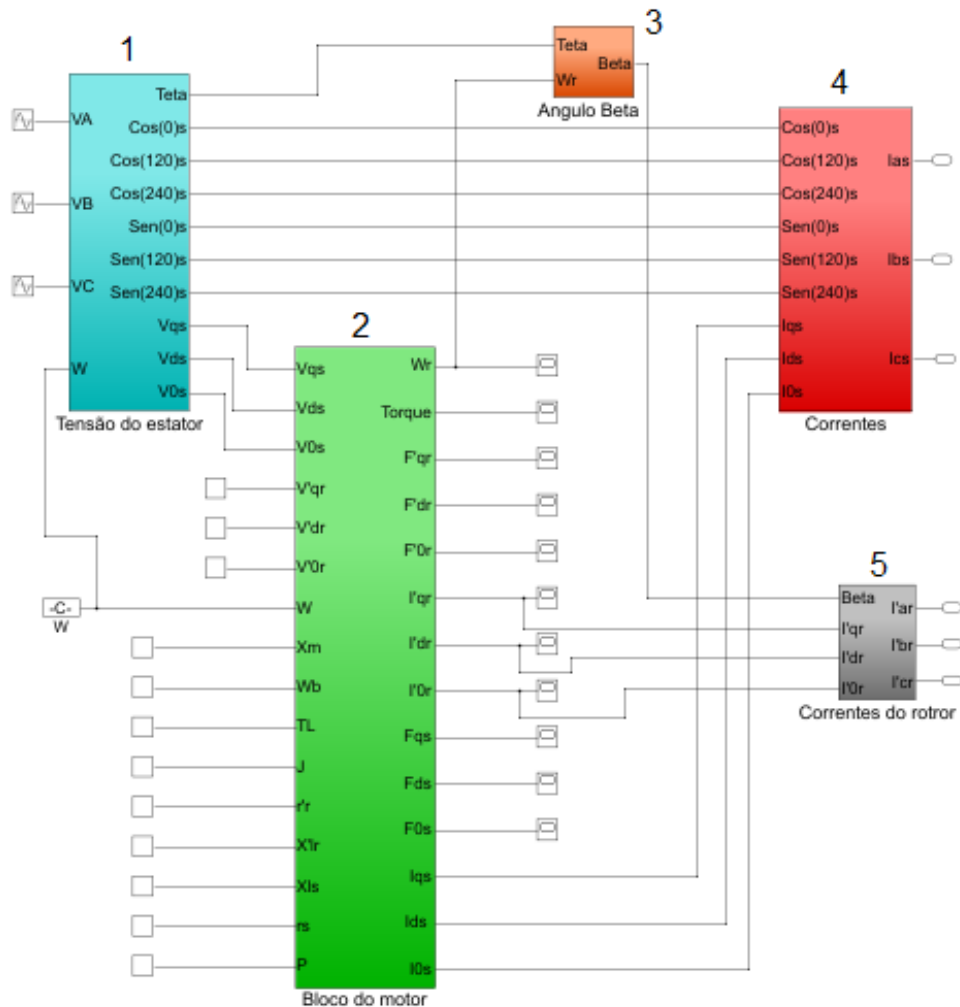 1
VA
VB
VC
W
Teta
Cos(0)s
Cos(120)s
Cos(240)s
Sen(0)s
Sen(120)s
Sen(240)s
Vqs
Vds
V0s
Tensão do estator
-C-
W
2
Vqs
Vds
V0s
V'qr
V'dr
V'0r
W
Xm
Wb
TL
J
r'r
X'lr
Xls
rs
P
Wr
Torque
F'qr
F'dr
F'0r
I'qr
I'dr
I'0r
Fqs
Fds
F0s
Iqs
Ids
I0s
Bloco do motor
3
Teta
Wr
Beta
Angulo Beta
4
Cos(0)s
Cos(120)s
Cos(240)s
Sen(0)s
Sen(120)s
Sen(240)s
Iqs
Ids
I0s
Ias
Ibs
Ics
Correntes
5
Beta
I'qr
I'dr
I'0r
I'ar
I'br
I'cr
Correntes do rotror